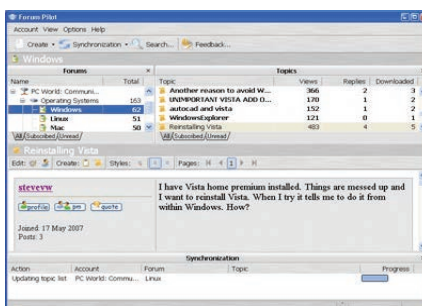 Forum Pilot
Account View Options Help
Create Synchronization Search... Feedback...
Windows
Forums
Topics
Name Total
Topic Views Replies Downloaded
PC World: Communi...
Operating Systems 163
Windows 62
Linux 51
Mac 50
Another reason to avoid W... 366 2 3
UNIMPORTANT VISTA ADD O... 170 1 2
autocad and vista 152 1 2
WindowsExplorer 121 0 1
Reinstalling Vista 483 4 5
All Subscribed Unread
All Subscribed Unread
Reinstalling Vista
Edit: Create: Styles: Pages: 1
stevevw
profile pm quote
Joined: 17 May 2007
Posts: 3
I have Vista home premium installed. Things are messed up and
I want to reinstall Vista. When I try it tells me to do it from
within Windows. How?
Synchronization
Action Account Forum Topic Progress
Updating topic list PC World: Commu... Linux